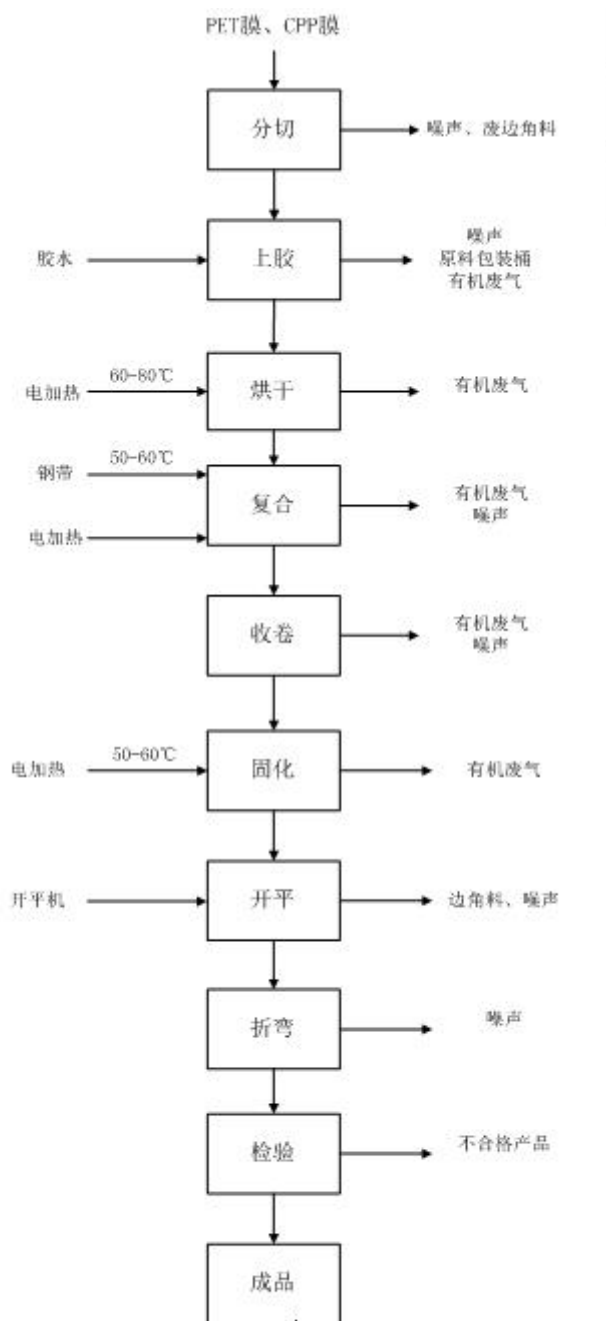 PET膜、CPP膜
分切
噪声、废边角料
胶水
上胶
噪声
原料包装桶
有机废气
电加热
60-80℃
烘干
有机废气
钢带
50-60℃
电加热
复合
有机废气
噪声
收卷
有机废气
噪声
电加热
50-60℃
固化
有机废气
开平机
开平
边角料、噪声
折弯
噪声
检验
不合格产品
成品